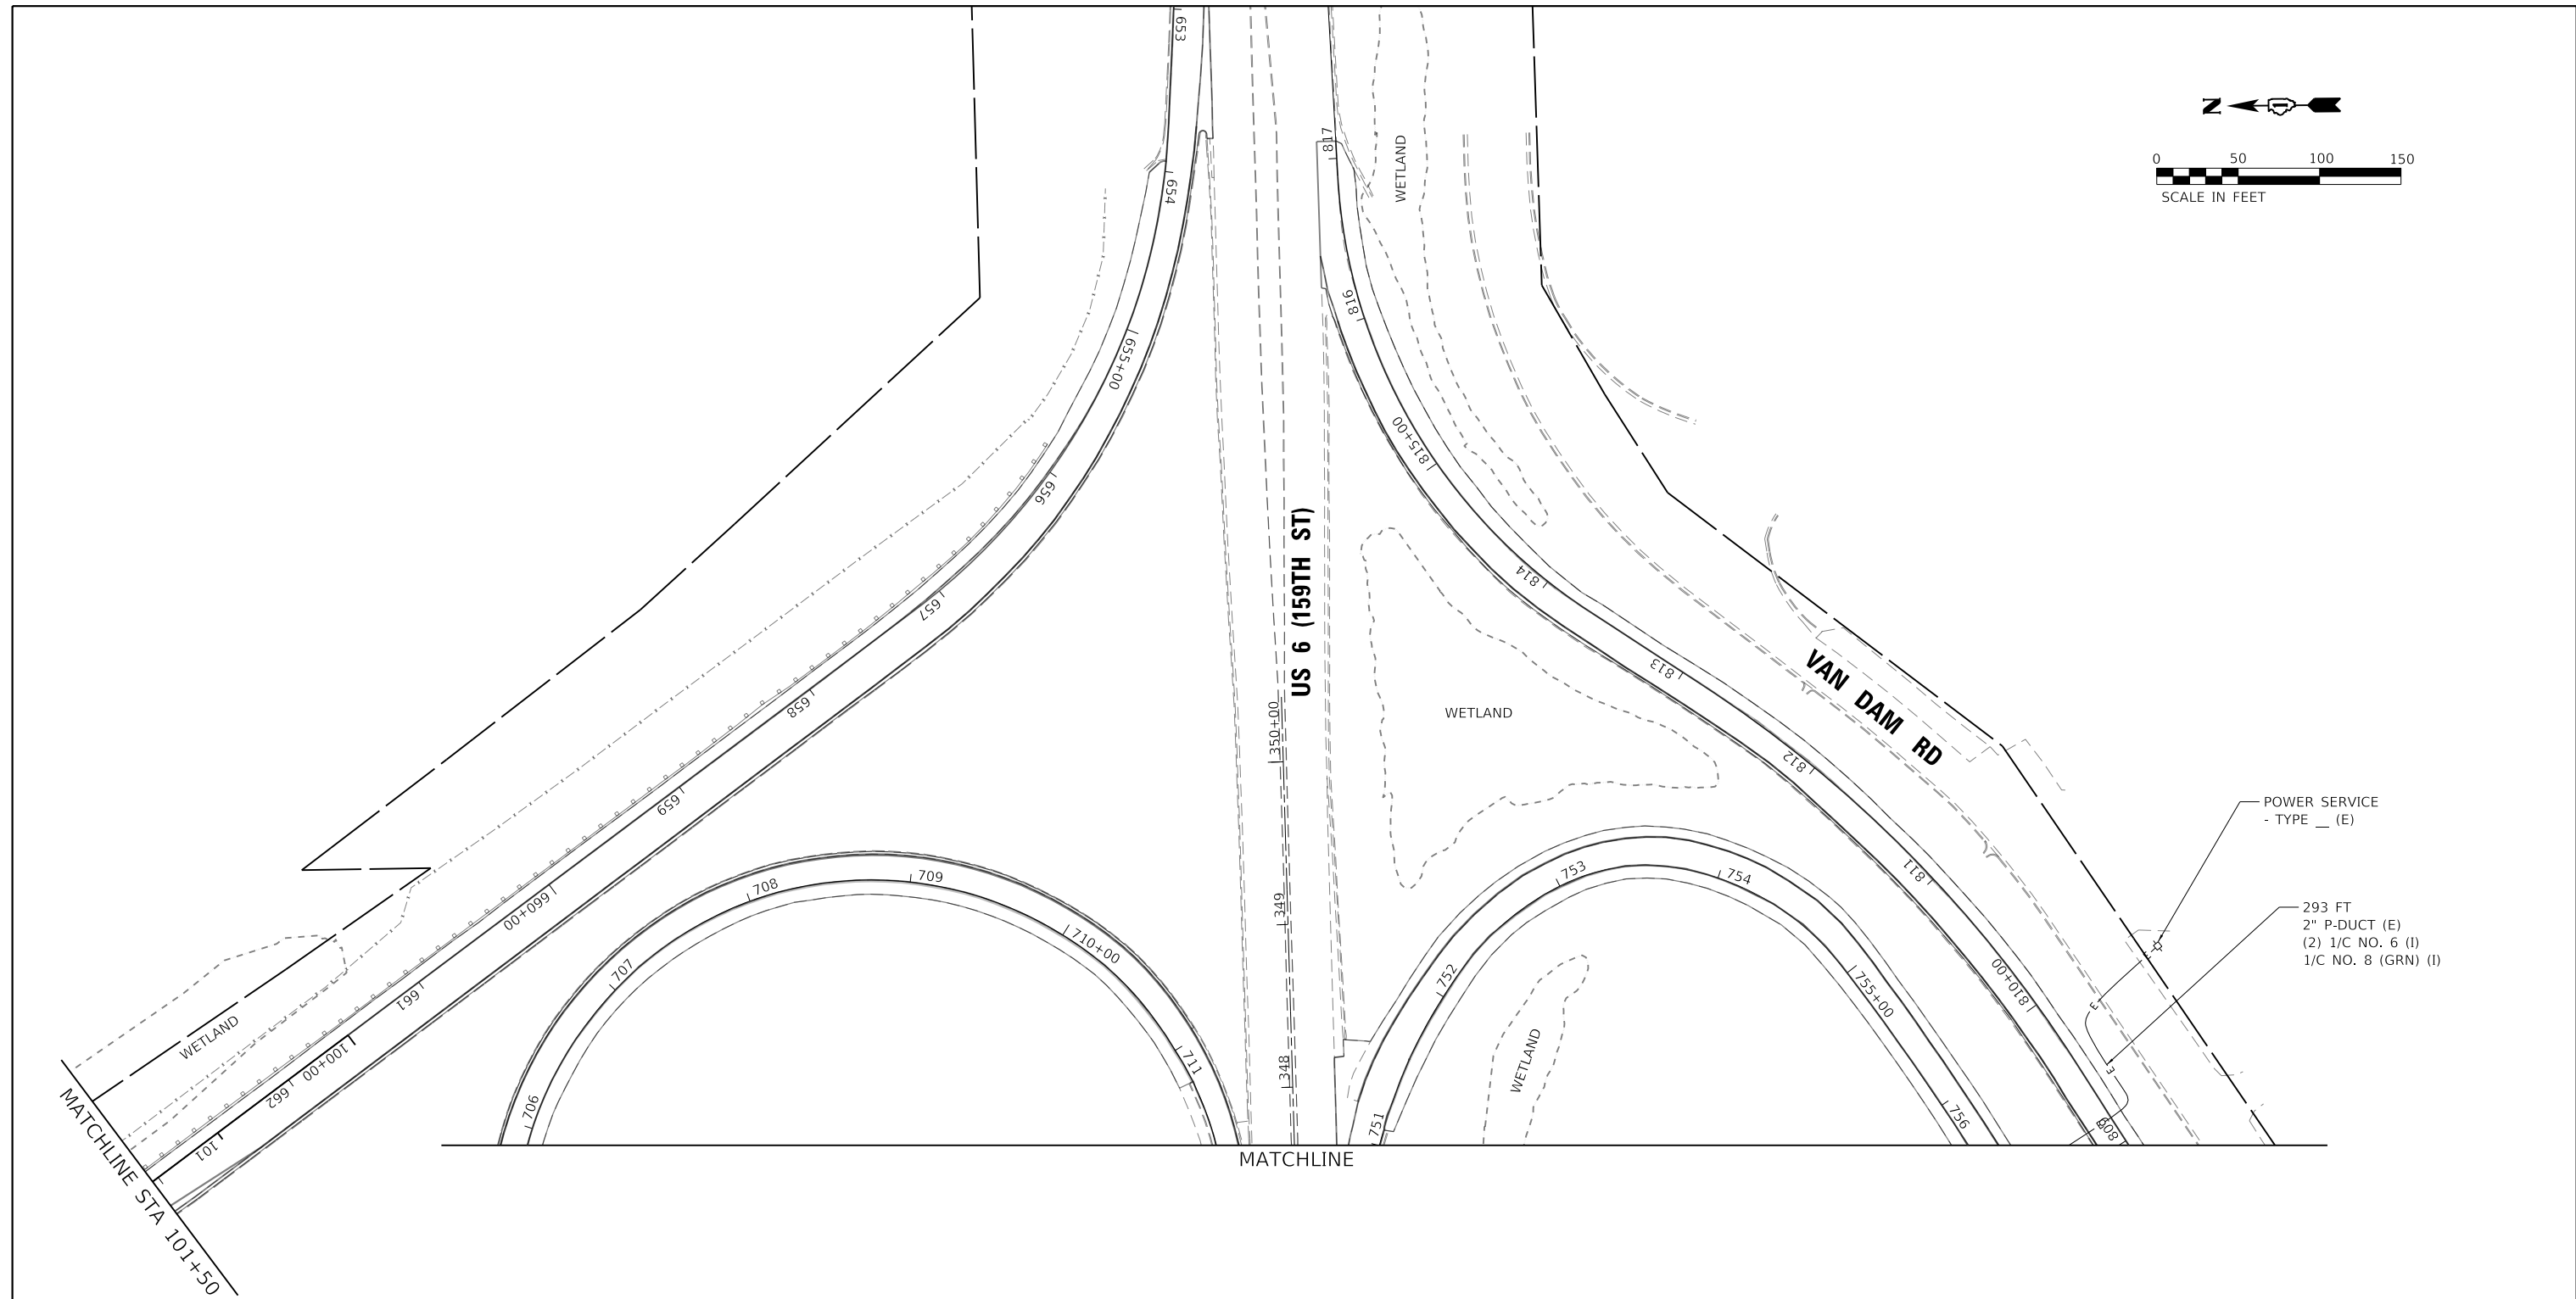 653
N
0 50 100 150
SCALE IN FEET
817
WETLAND
654
816
655+00
815+00
656
US 6 (159TH ST)
814
657
813
VAN DAM RD
658
350+00
WETLAND
812
659
POWER SERVICE
- TYPE __ (E)
753
754
811
708
709
660+00
349
293 FT
2" P-DUCT (E)
(2) 1/C NO. 6 (I)
1/C NO. 8 (GRN) (I)
710+00
707
752
755+00
810+00
661
E
WETLAND
100+00
711
348
WETLAND
E
662
706
751
756
809
101
MATCHLINE
MATCHLINE STA 101+50